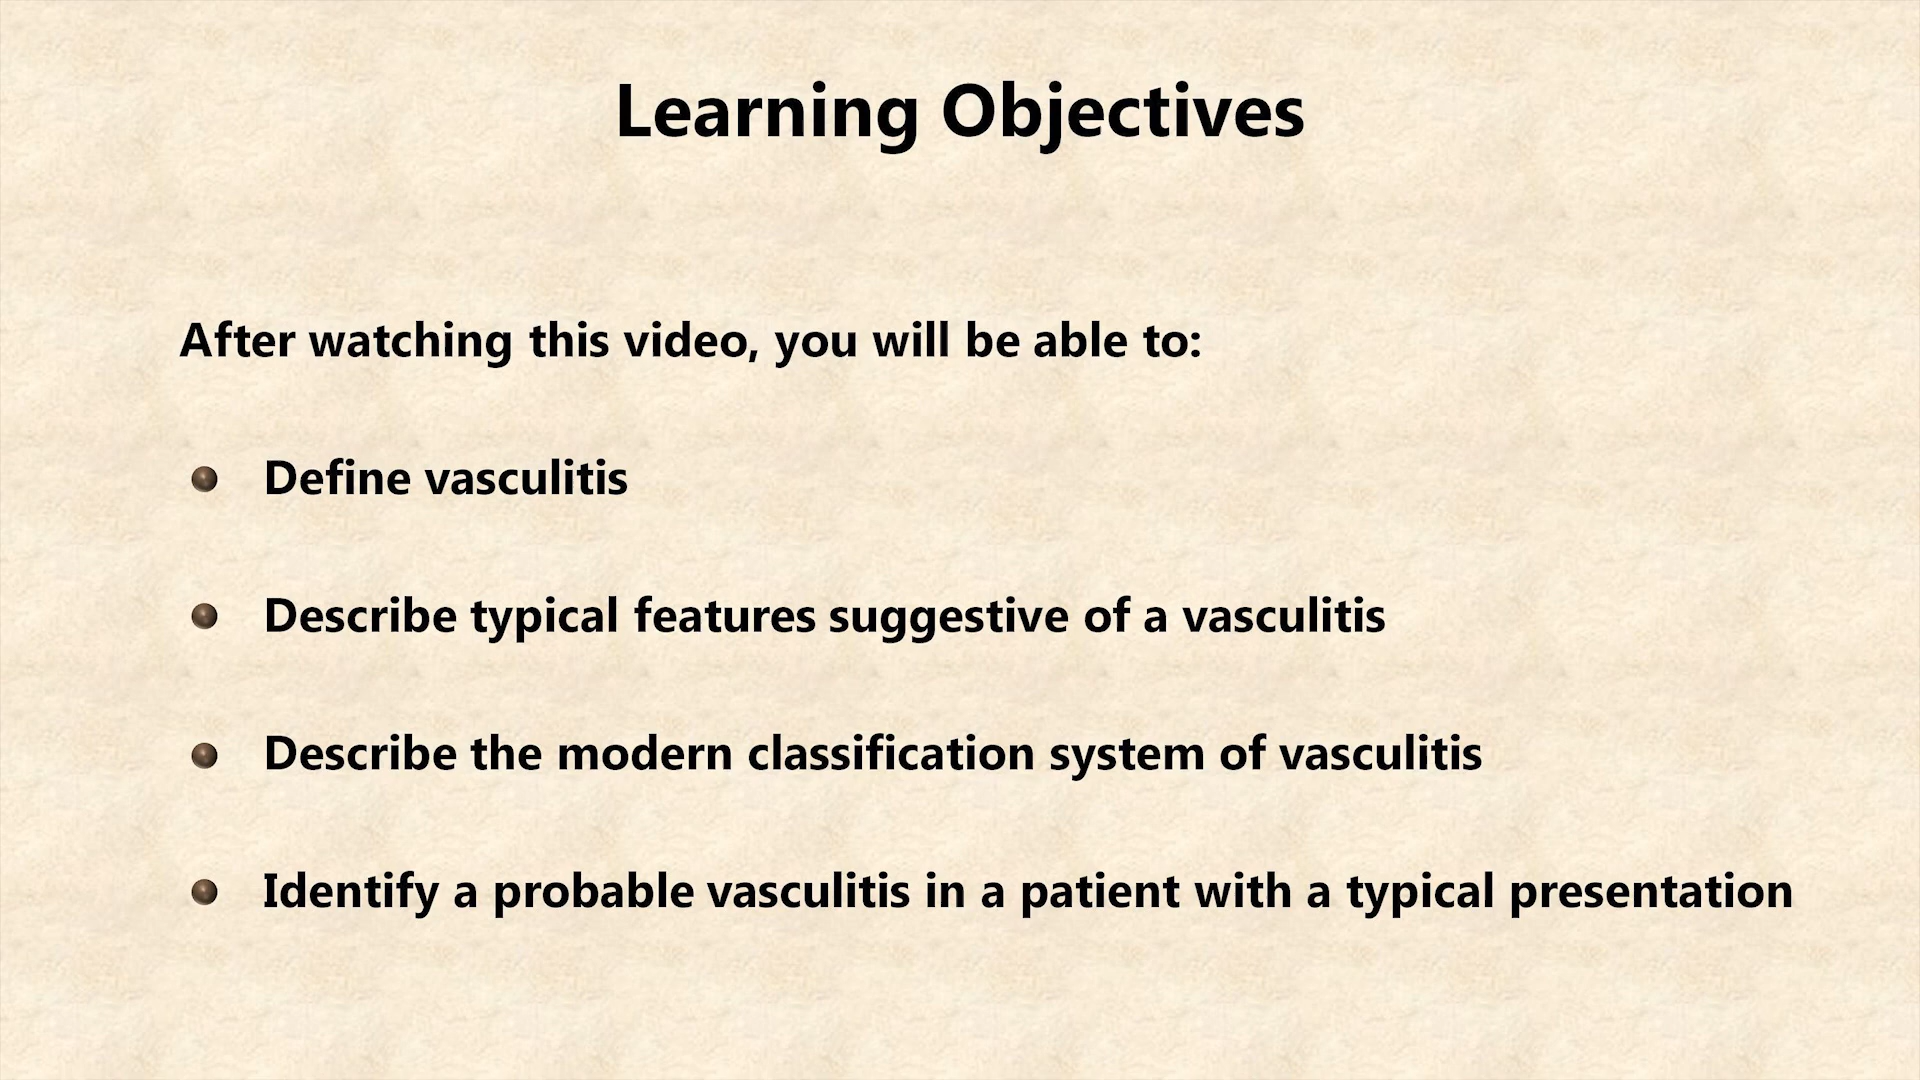 Learning Objectives
After watching this video, you will be able to:
Define vasculitis
Describe typical features suggestive of a vasculitis
Describe the modern classification system of vasculitis
Identify a probable vasculitis in a patient with a typical presentation